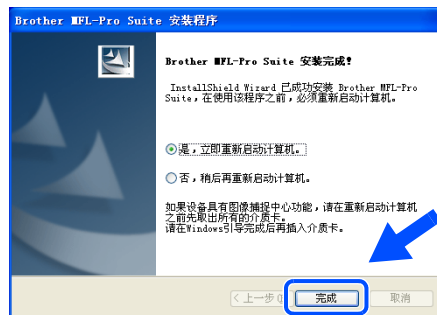 Brother MFL-Pro Suite 安装程序
Brother MFL-Pro Suite 安装完成!
InstallShield Wizard 已成功安装 Brother MFL-Pro
Suite，在使用该程序之前，必须重新启动计算机。
是，立即重新启动计算机。
否，稍后再重新启动计算机。
如果设备具有图像捕捉中心功能，请在重新启动计算机
之前先取出所有的介质卡。
请在Windows引导完成后再插入介质卡。
<上一步 完成 取消